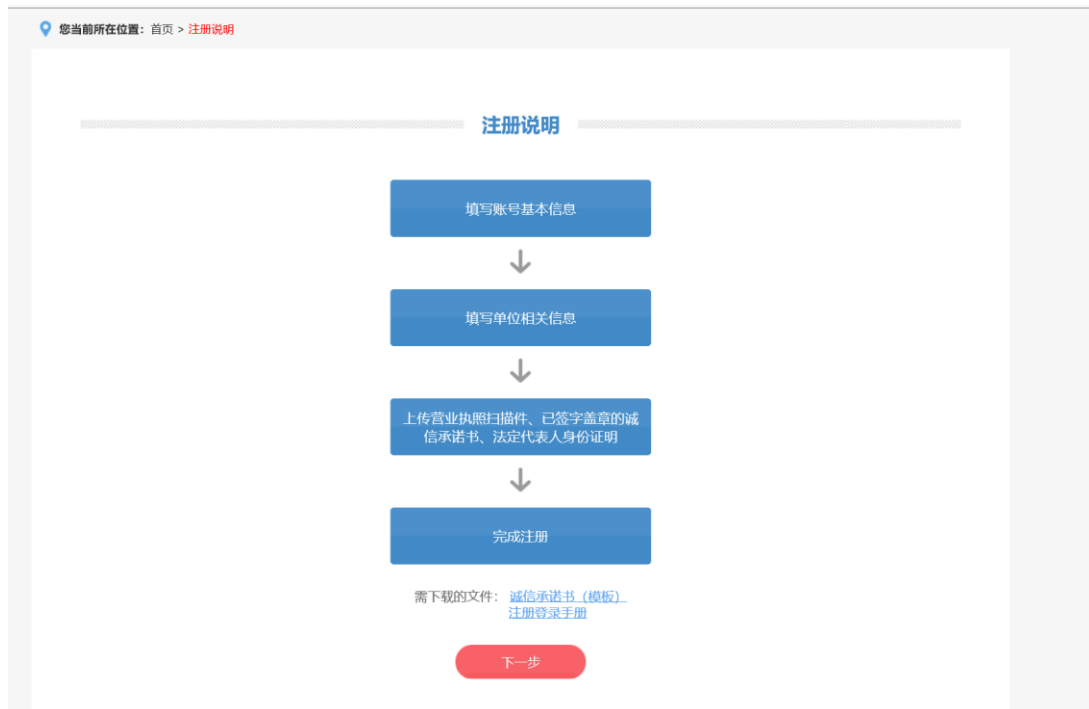 您当前所在位置：首页 > 注册说明
注册说明
填写账号基本信息
填写单位相关信息
上传营业执照扫描件、已签字盖章的诚
信承诺书、法定代表人身份证明
完成注册
需下载的文件： 诚信承诺书（模板）
注册登录手册
下一步